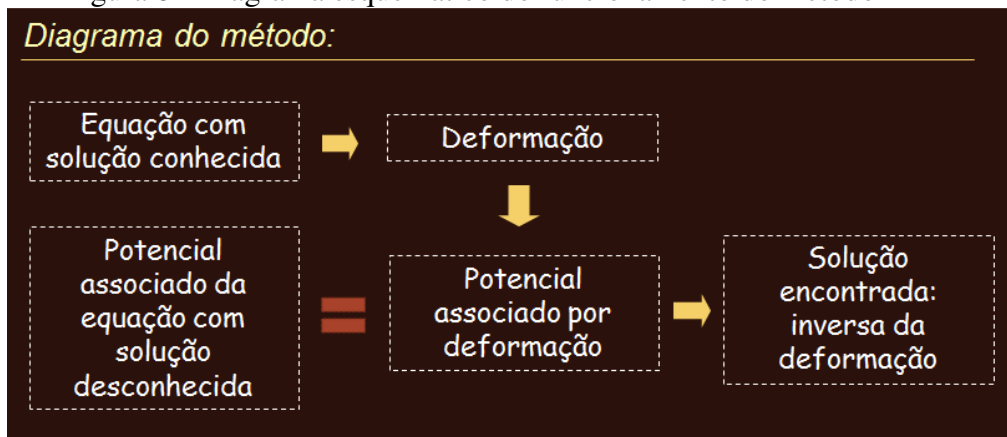 Diagrama do método:
Equação com
solução conhecida
Deformação
Potencial
associado da
equação com
solução
desconhecida
Potencial
associado por
deformação
Solução
encontrada:
inversa da
deformação